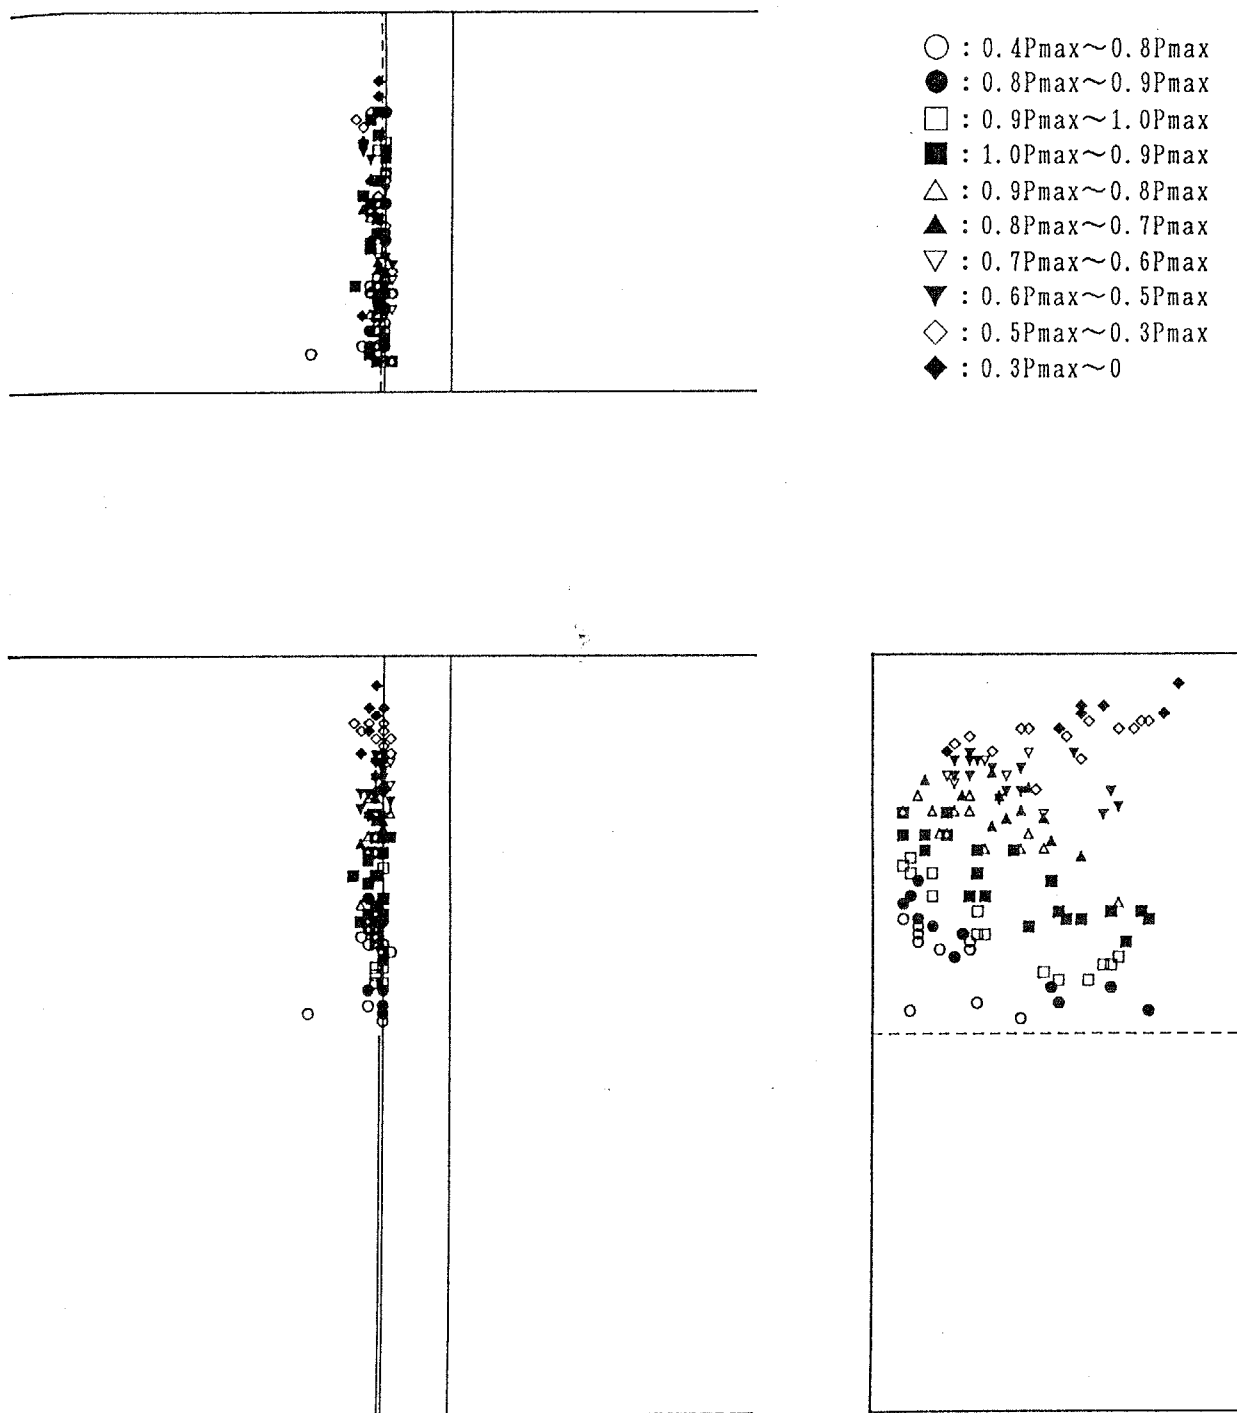 ○ : 0.4Pmax～0.8Pmax
● : 0.8Pmax～0.9Pmax
□ : 0.9Pmax～1.0Pmax
■ : 1.0Pmax～0.9Pmax
△ : 0.9Pmax～0.8Pmax
▲ : 0.8Pmax～0.7Pmax
▽ : 0.7Pmax～0.6Pmax
▼ : 0.6Pmax～0.5Pmax
◇ : 0.5Pmax～0.3Pmax
◆ : 0.3Pmax～0